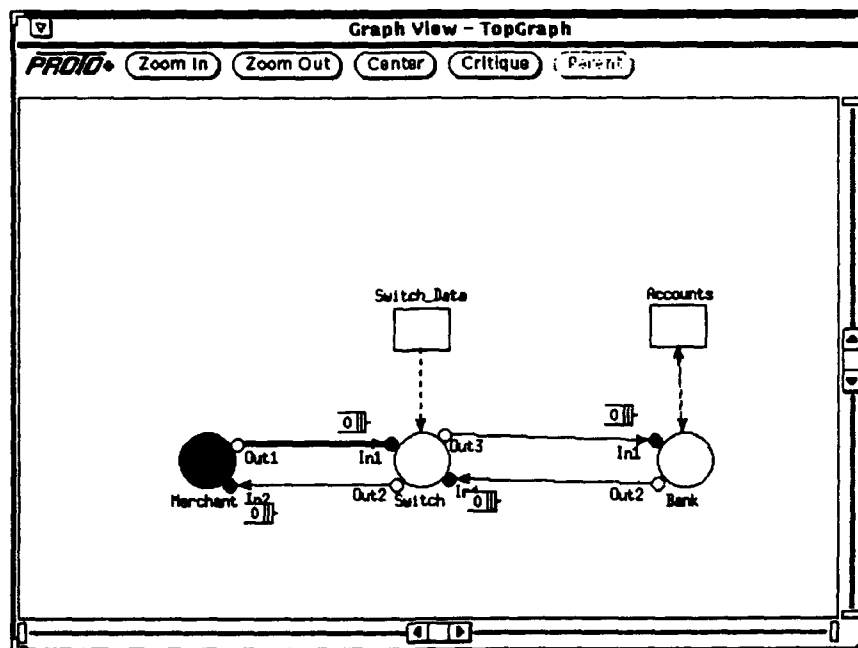 Graph View - TopGraph
PROTO+ Zoom In Zoom Out Center Critique Parent
Switch_Data Accounts
0 0
Out1 In1 Out3 In1
Merchant In2 Out2 Switch Out2 Bank
0 0